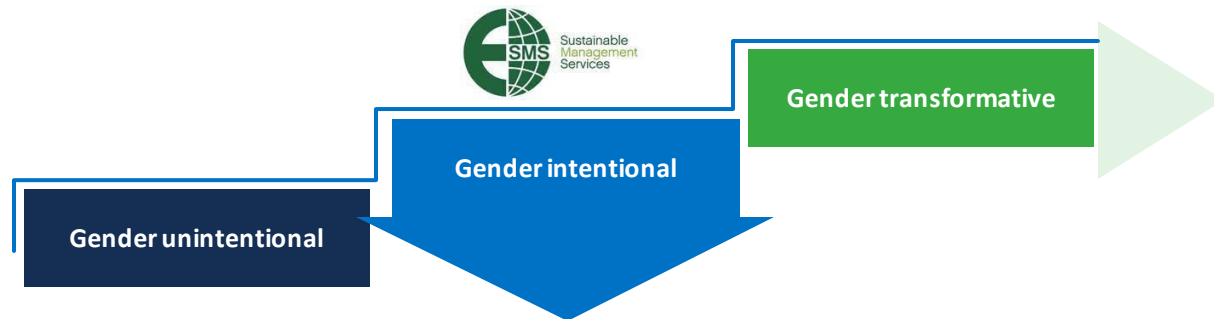 SMS
Sustainable
Management
Services
Gender transformative
Gender intentional
Gender unintentional